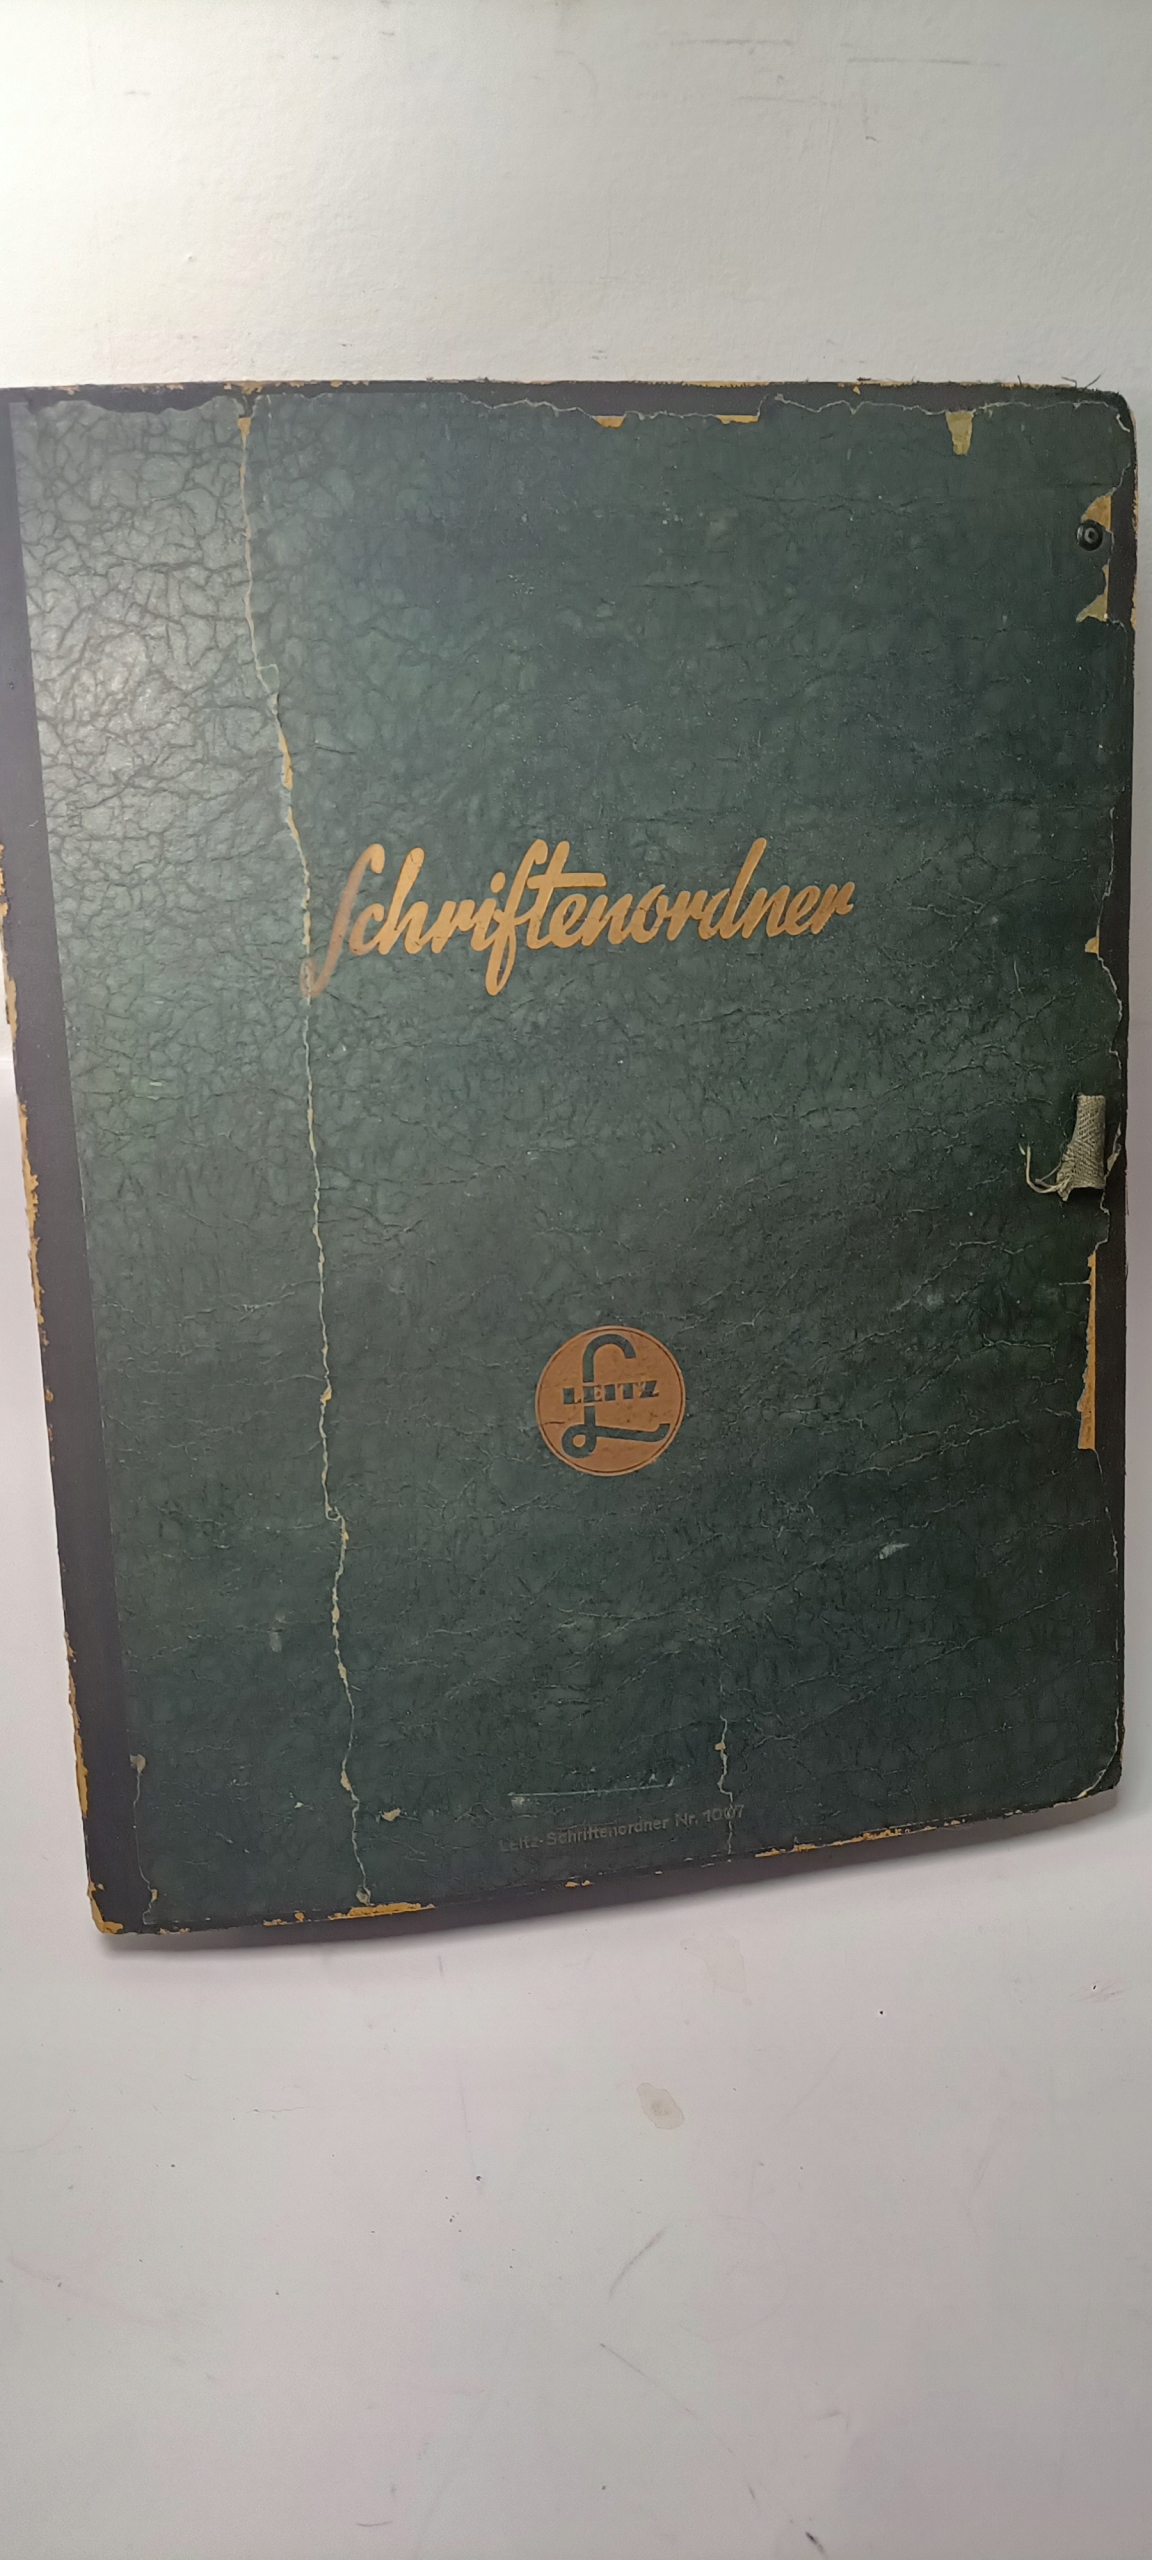 Schriftenordner
LEITZ
Leitz-Schriftenordner Nr. 1007